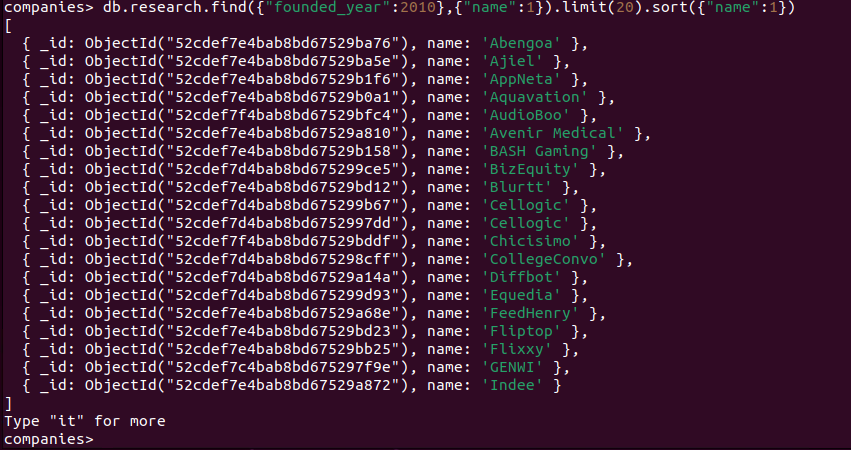 companies> db.research.find({"founded_year":2010},{"name":1}).limit(20).sort({"name":1})
[
  { _id: ObjectId("52cdef7e4bab8bd67529ba76"), name: 'Abengoa' },
  { _id: ObjectId("52cdef7e4bab8bd67529ba5e"), name: 'Ajiel' },
  { _id: ObjectId("52cdef7e4bab8bd67529b1f6"), name: 'AppNeta' },
  { _id: ObjectId("52cdef7e4bab8bd67529b0a1"), name: 'Aquavation' },
  { _id: ObjectId("52cdef7f4bab8bd67529bfc4"), name: 'AudioBoo' },
  { _id: ObjectId("52cdef7e4bab8bd67529a810"), name: 'Avenir Medical' },
  { _id: ObjectId("52cdef7e4bab8bd67529b158"), name: 'BASH Gaming' },
  { _id: ObjectId("52cdef7d4bab8bd675299ce5"), name: 'BizEquity' },
  { _id: ObjectId("52cdef7e4bab8bd67529bd12"), name: 'Blurtt' },
  { _id: ObjectId("52cdef7d4bab8bd675299b67"), name: 'Cellogic' },
  { _id: ObjectId("52cdef7d4bab8bd6752997dd"), name: 'Cellogic' },
  { _id: ObjectId("52cdef7f4bab8bd67529bddf"), name: 'Chicisimo' },
  { _id: ObjectId("52cdef7d4bab8bd675298cff"), name: 'CollegeConvo' },
  { _id: ObjectId("52cdef7d4bab8bd67529a14a"), name: 'Diffbot' },
  { _id: ObjectId("52cdef7d4bab8bd675299d93"), name: 'Equedia' },
  { _id: ObjectId("52cdef7e4bab8bd67529a68e"), name: 'FeedHenry' },
  { _id: ObjectId("52cdef7e4bab8bd67529bd23"), name: 'Fliptop' },
  { _id: ObjectId("52cdef7e4bab8bd67529bb25"), name: 'Flixxy' },
  { _id: ObjectId("52cdef7c4bab8bd675297f9e"), name: 'GENWI' },
  { _id: ObjectId("52cdef7e4bab8bd67529a872"), name: 'Indee' }
]
Type "it" for more
companies>